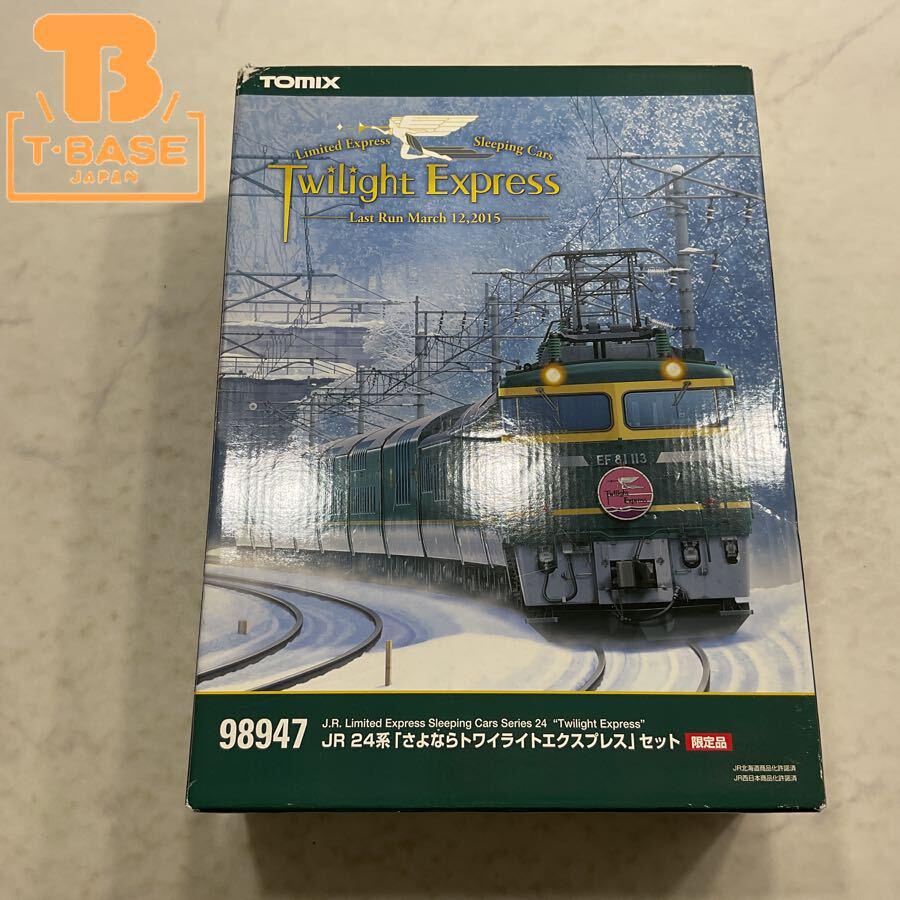 T・BASE
JAPAN
TOMIX
Limited Express Sleeping Cars
Twilight Express
Last Run March 12,2015
EF 81 113
Twilight
Express
98947
J.R. Limited Express Sleeping Cars Series 24 “Twilight Express”
JR 24系「さよならトワイライトエクスプレス」セット 限定品
JR北海道商品化許諾済
JR西日本商品化許諾済